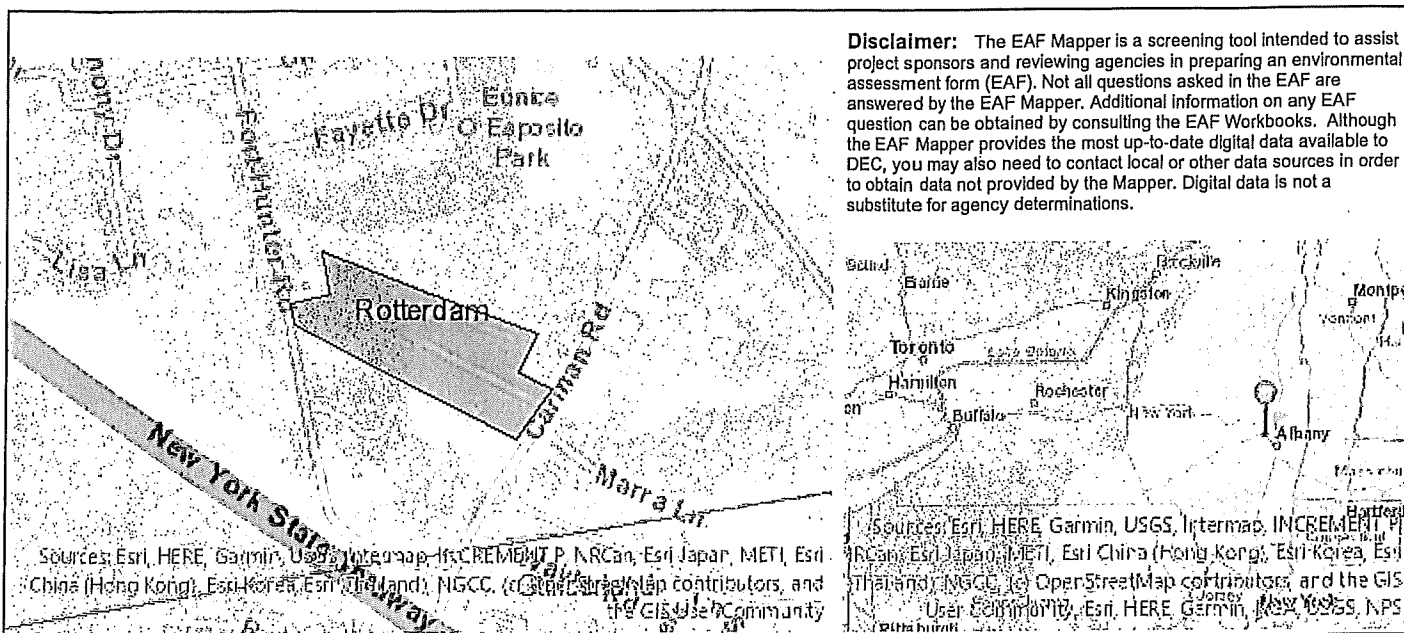 Disclaimer: The EAF Mapper is a screening tool intended to assist
project sponsors and reviewing agencies in preparing an environmental
assessment form (EAF). Not all questions asked in the EAF are
answered by the EAF Mapper. Additional information on any EAF
question can be obtained by consulting the EAF Workbooks. Although
the EAF Mapper provides the most up-to-date digital data available to
DEC, you may also need to contact local or other data sources in order
to obtain data not provided by the Mapper. Digital data is not a
substitute for agency determinations.
Fayette Dr
Eunice
Esposito
Park
Lisa Ln
Rotterdam
Carman Rd
New York State Thruway
Marra Ln
Sources: Esri, HERE, Garmin, USGS, Intermap, INCREMENT P, NRCan, Esri Japan, METI, Esri
China (Hong Kong), Esri Korea, Esri (Thailand), NGCC, (c) OpenStreetMap contributors, and
the GIS User Community
Barrie
Kingston
Toronto
Hamilton
Rochester
Buffalo
New York
Albany
Vermont
Sources: Esri, HERE, Garmin, USGS, Intermap, INCREMENT P,
NRCan, Esri Japan, METI, Esri China (Hong Kong), Esri Korea, Esri
(Thailand), NGCC, (c) OpenStreetMap contributors, and the GIS
User Community, Esri, HERE, Garmin, USGS, NPS